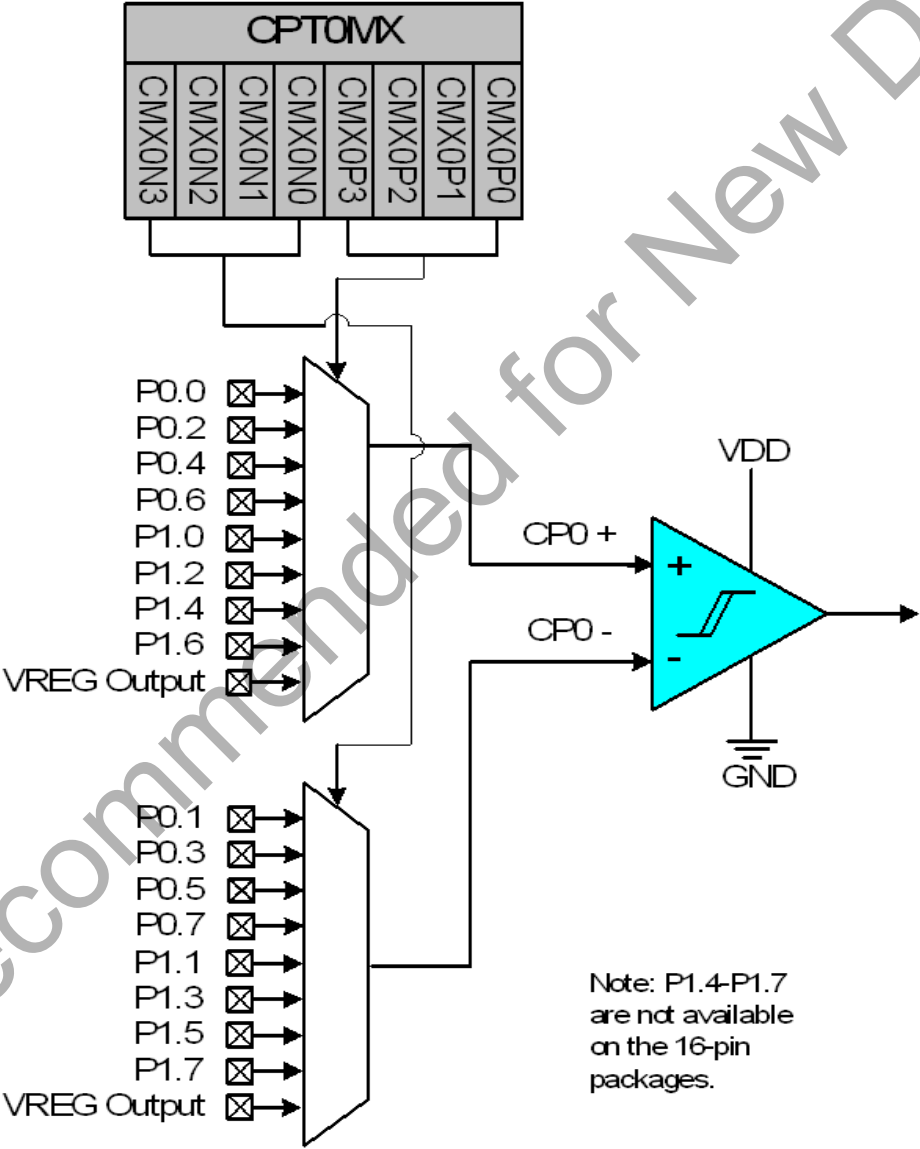 CPT0MX
CMX0N3
CMX0N2
CMX0N1
CMX0N0
CMX0P3
CMX0P2
CMX0P1
CMX0P0
P0.0
P0.2
P0.4
P0.6
P1.0
P1.2
P1.4
P1.6
VREG Output
CP0 +
CP0 -
VDD
+
-
GND
P0.1
P0.3
P0.5
P0.7
P1.1
P1.3
P1.5
P1.7
VREG Output
Note: P1.4-P1.7
are not available
on the 16-pin
packages.
ecommended for New D